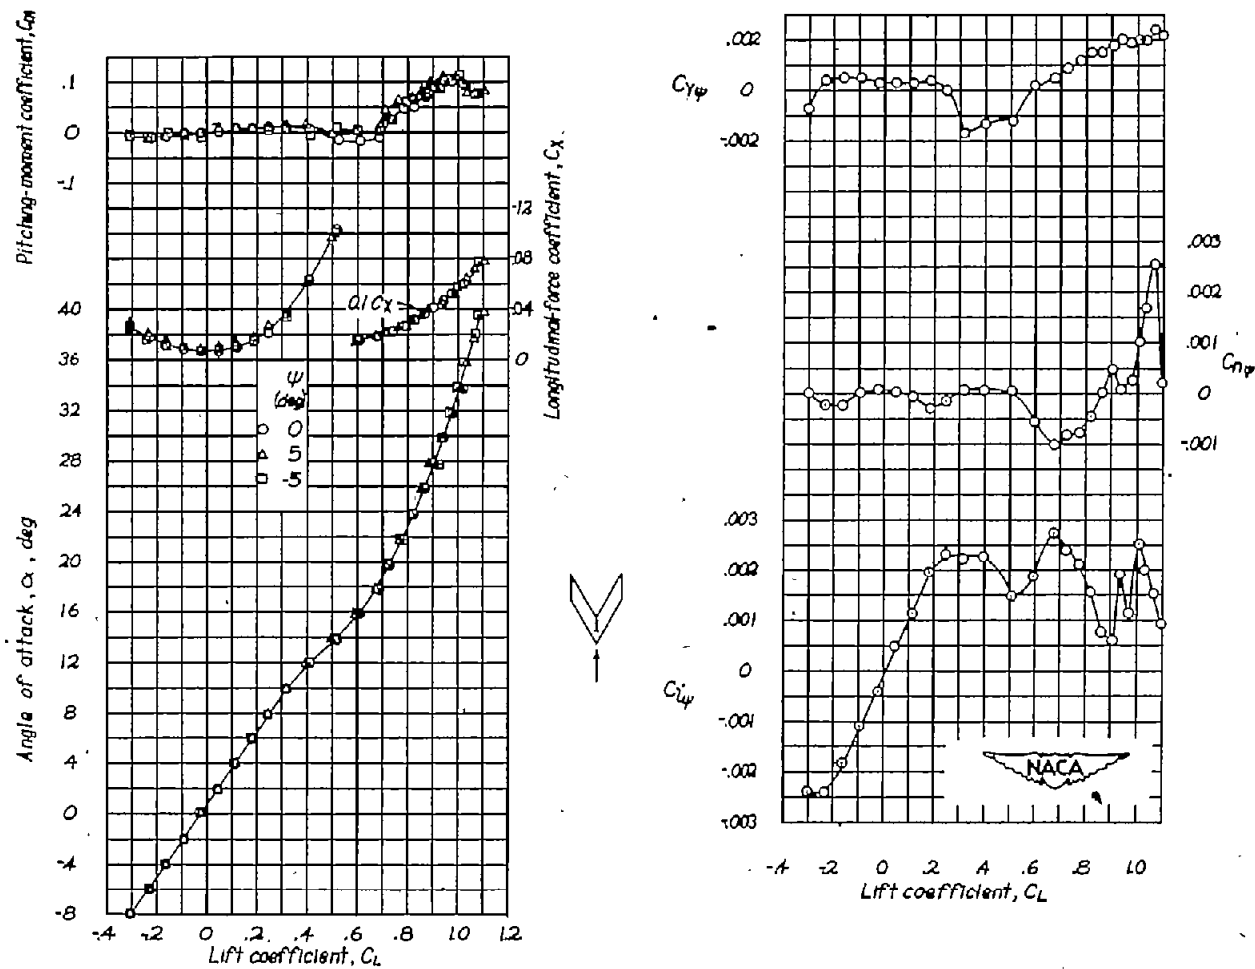 Pitching-moment coefficient, Cm
.1
0
-.1
-.12
.08
.04
0
Longitudinal-force coefficient, Cx
0.1 Cx
ψ
(deg)
0
5
-5
Angle of attack, α, deg
40
36
32
28
24
20
16
12
8
4
0
-4
-8
-.4 -.2 0 .2 .4 .6 .8 1.0 1.2
Lift coefficient, CL
CYψ
.002
0
-.002
.003
.002
.001
0
-.001
Cnψ
.003
.002
.001
0
-.001
-.002
-.003
Clψ
NACA
-.4 -.2 0 .2 .4 .6 .8 1.0
Lift coefficient, CL